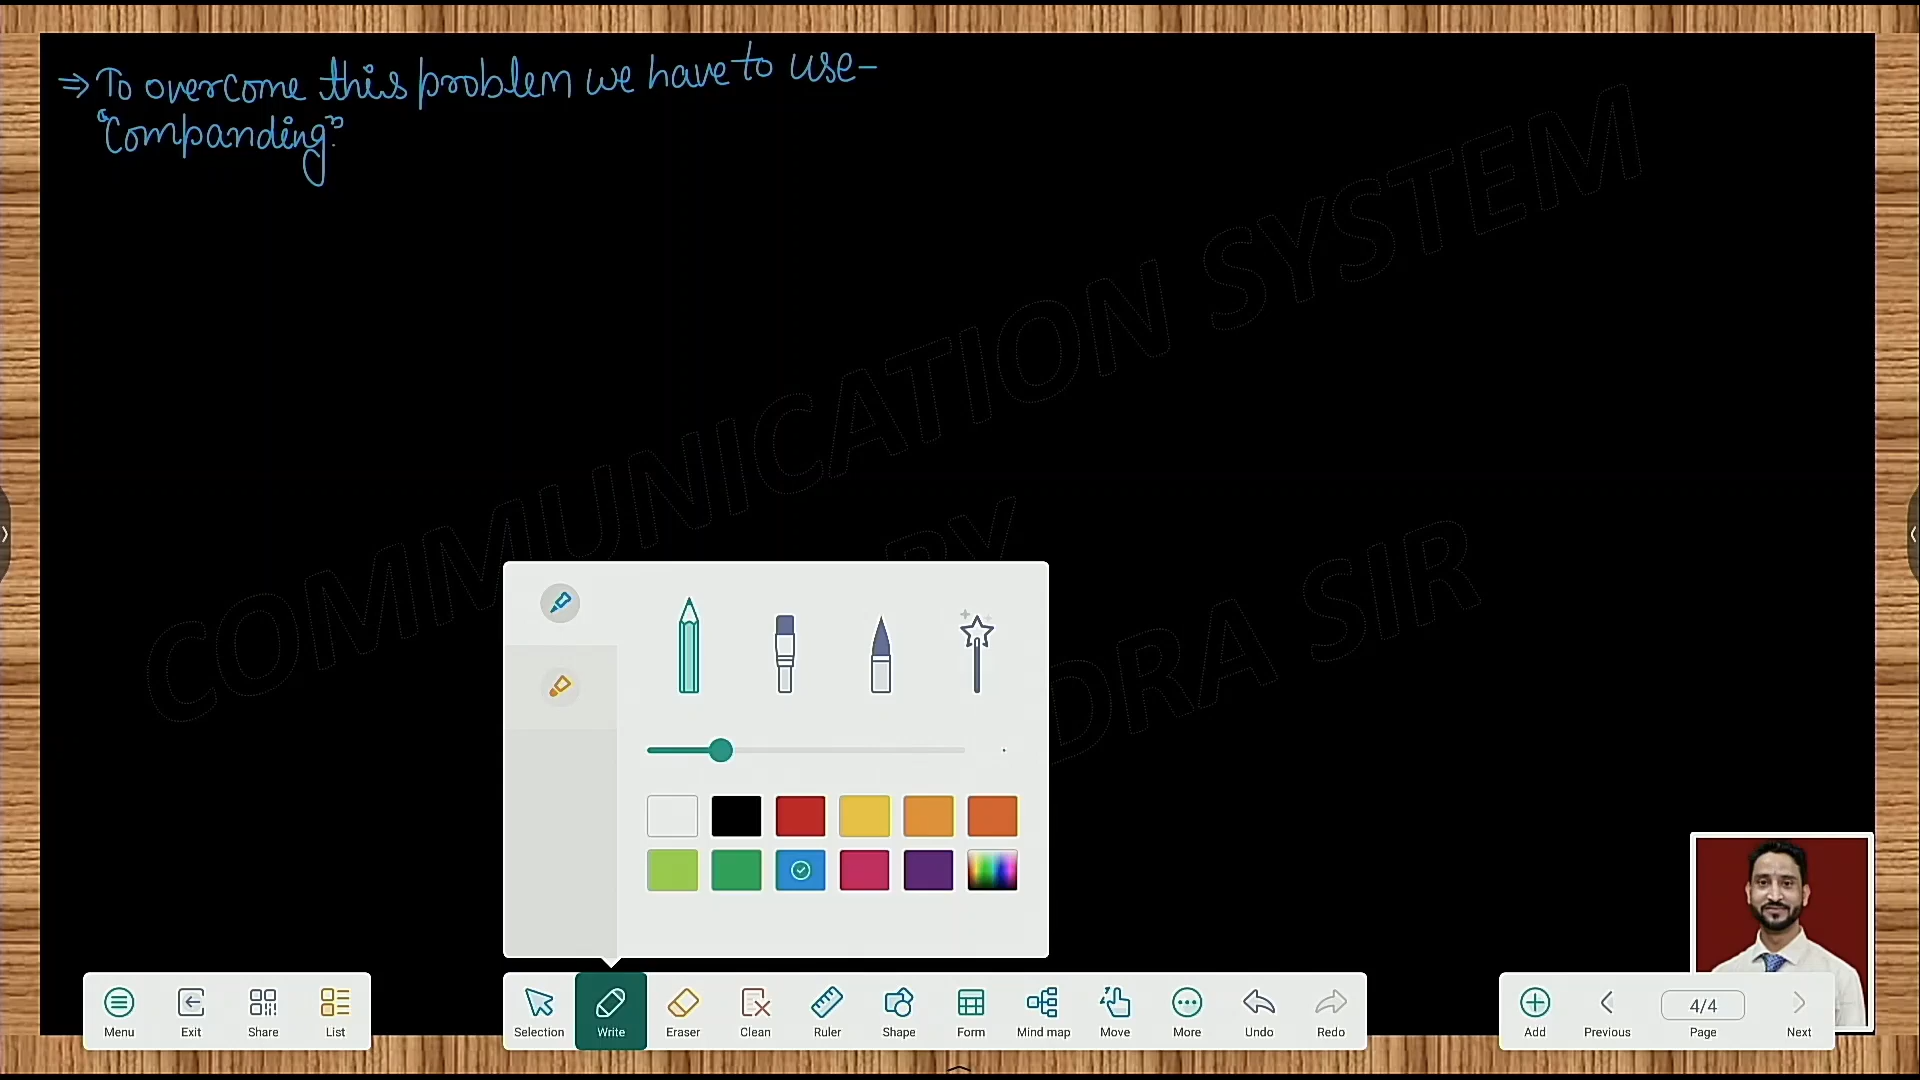 ⇒ To overcome this problem we have to use-
"Companding"
COMMUNICATION SYSTEM
BY
DRA SIR
Menu
Exit
Share
List
Selection
Write
Eraser
Clean
Ruler
Shape
Form
Mind map
Move
More
Undo
Redo
Add
Previous
4/4
Page
Next